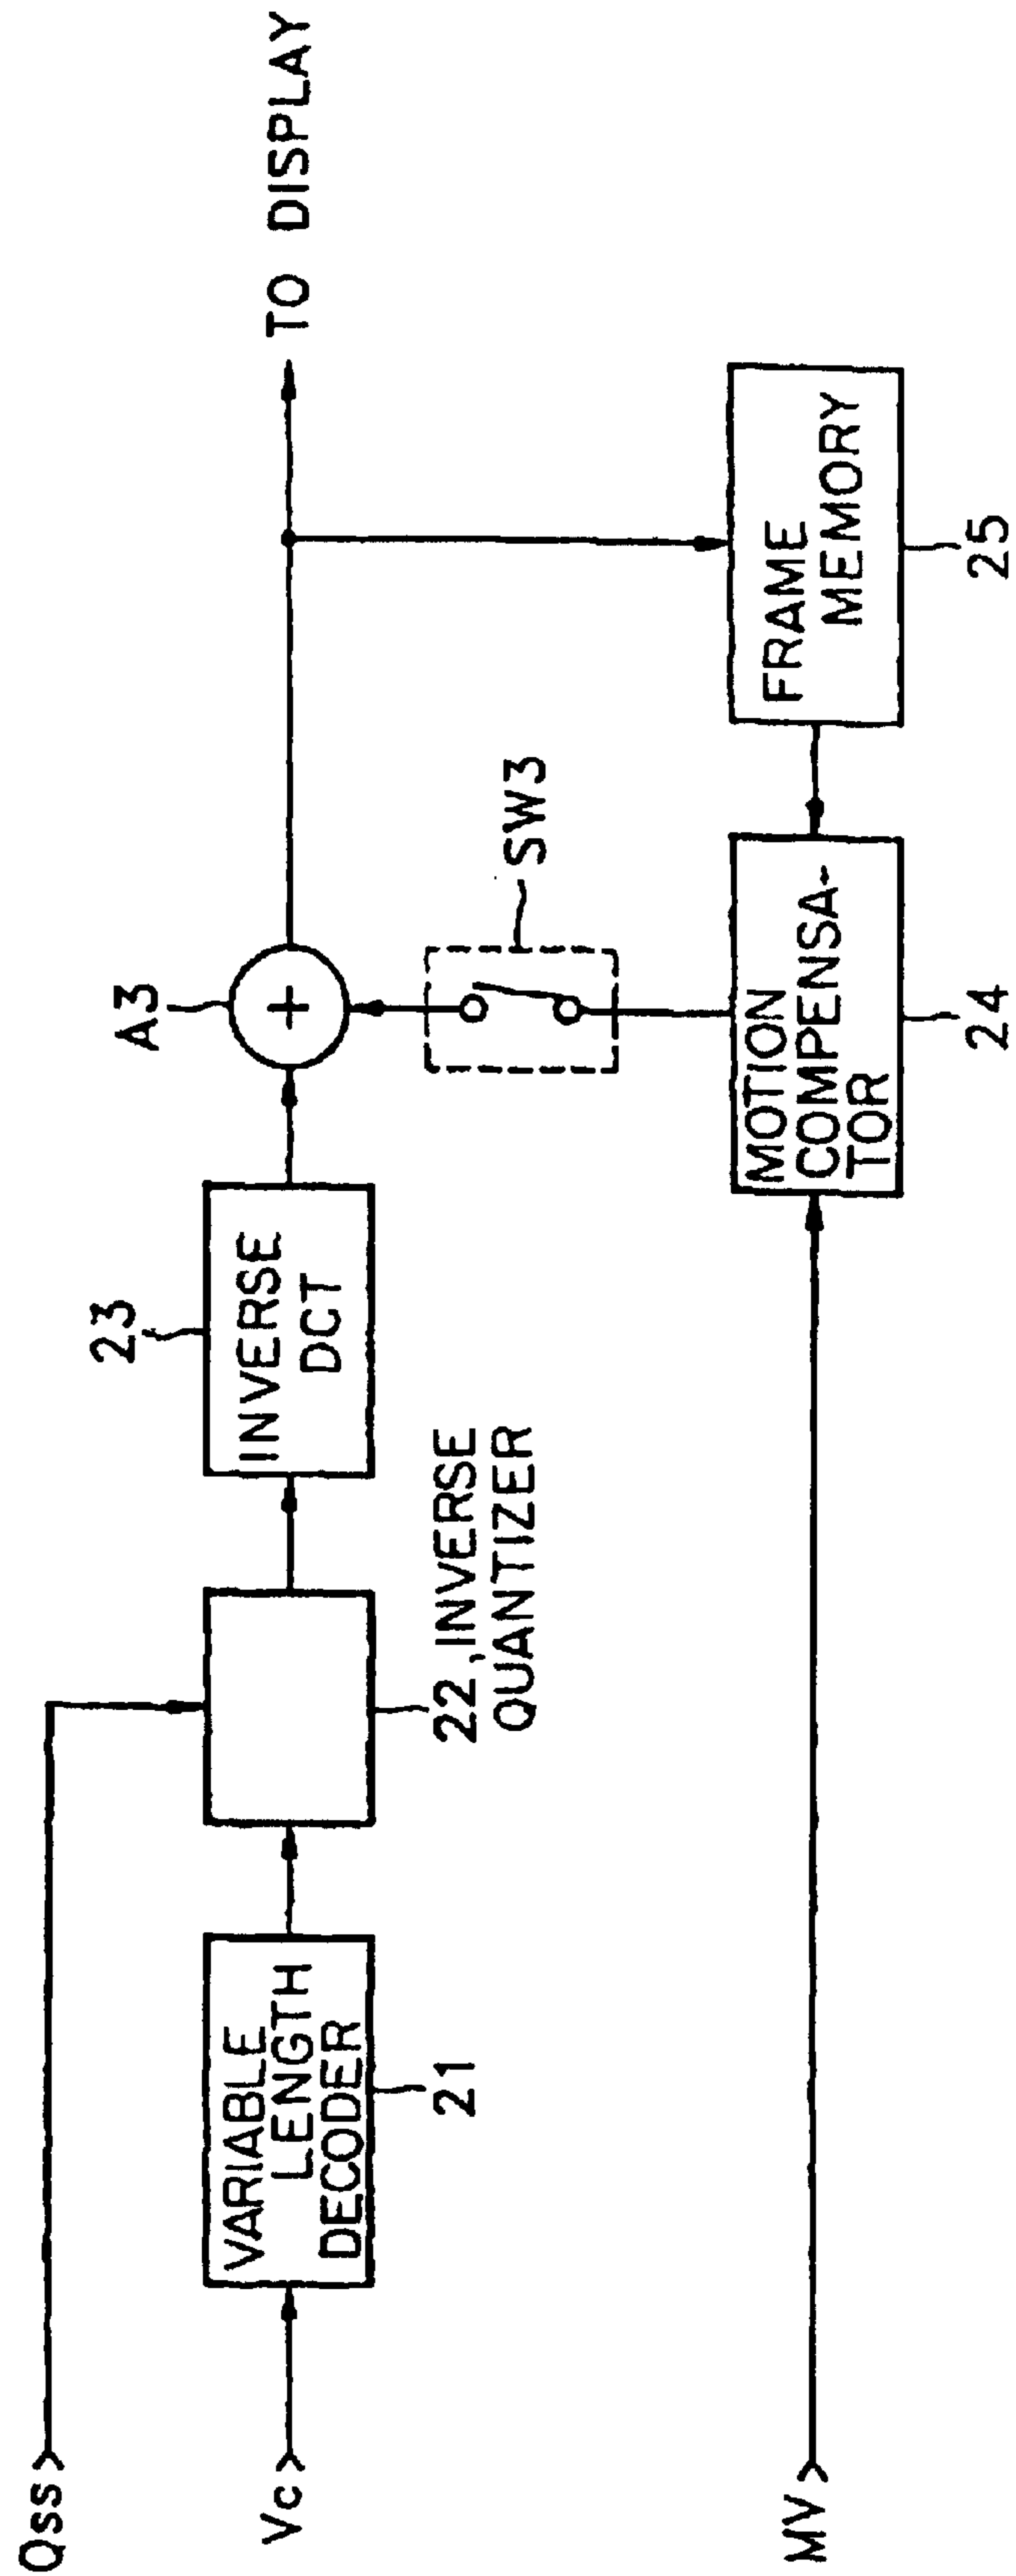 Qss
Vc
MV
VARIABLE
LENGTH
DECODER
21
22, INVERSE
QUANTIZER
INVERSE
DCT
23
A3
SW3
MOTION
COMPENSA-
TOR
24
FRAME
MEMORY
25
TO DISPLAY